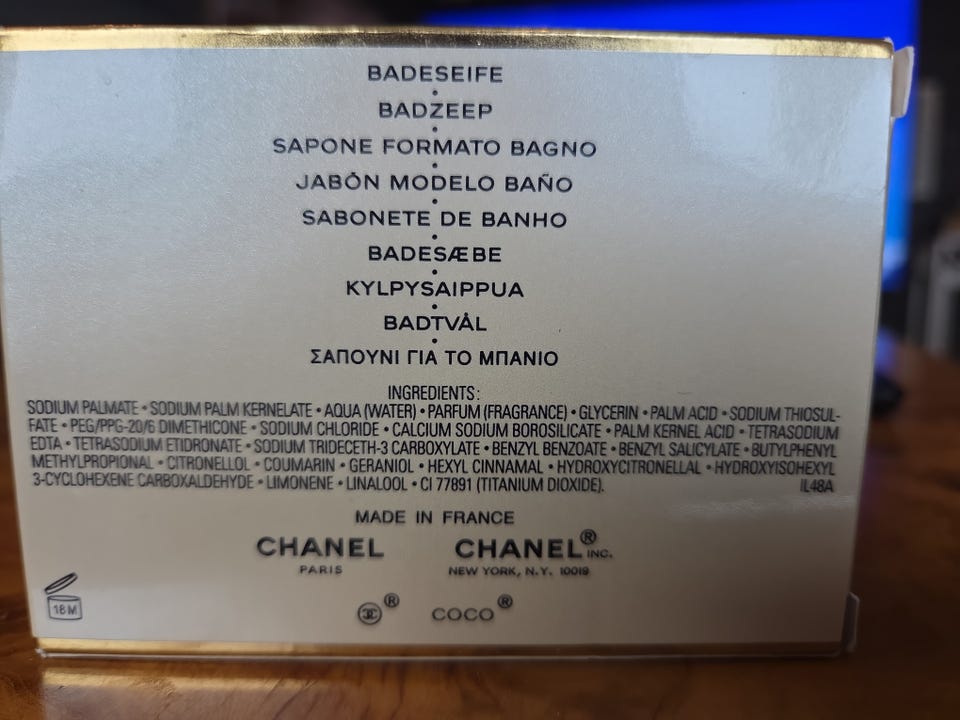 BADESEIFE
BADZEEP
SAPONE FORMATO BAGNO
JABÓN MODELO BAÑO
SABONETE DE BANHO
BADESÆBE
KYLPYSAIPPUA
BADTVÅL
ΣΑΠΟΥΝΙ ΓΙΑ ΤΟ ΜΠΑΝΙΟ
INGREDIENTS:
SODIUM PALMATE • SODIUM PALM KERNELATE • AQUA (WATER) • PARFUM (FRAGRANCE) • GLYCERIN • PALM ACID • SODIUM THIOSUL-
FATE • PEG/PPG-20/6 DIMETHICONE • SODIUM CHLORIDE • CALCIUM SODIUM BOROSILICATE • PALM KERNEL ACID • TETRASODIUM
EDTA • TETRASODIUM ETIDRONATE • SODIUM TRIDECETH-3 CARBOXYLATE • BENZYL BENZOATE • BENZYL SALICYLATE • BUTYLPHENYL
METHYLPROPIONAL • CITRONELLOL • COUMARIN • GERANIOL • HEXYL CINNAMAL • HYDROXYCITRONELLAL • HYDROXYISOHEXYL
3-CYCLOHEXENE CARBOXALDEHYDE • LIMONENE • LINALOOL • CI 77891 (TITANIUM DIOXIDE). IL48A
MADE IN FRANCE
CHANEL CHANEL® INC.
PARIS NEW YORK, N.Y. 10019
18M ® COCO®